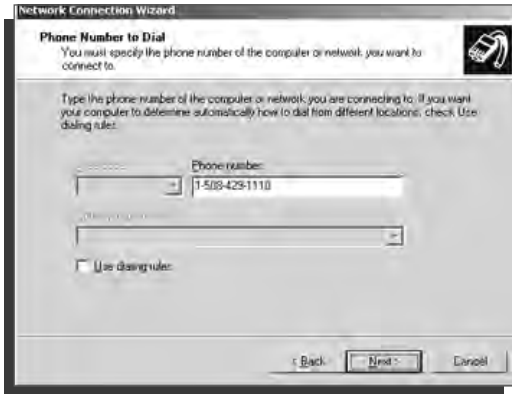 Network Connection Wizard
Phone Number to Dial
You must specify the phone number of the computer or network you want to
connect to.
Type the phone number of the computer or network you are connecting to. If you want
your computer to determine automatically how to dial from different locations, check Use
dialing rules.
Phone number:
1-508-429-1110
Use dialing rules
< Back
Next >
Cancel